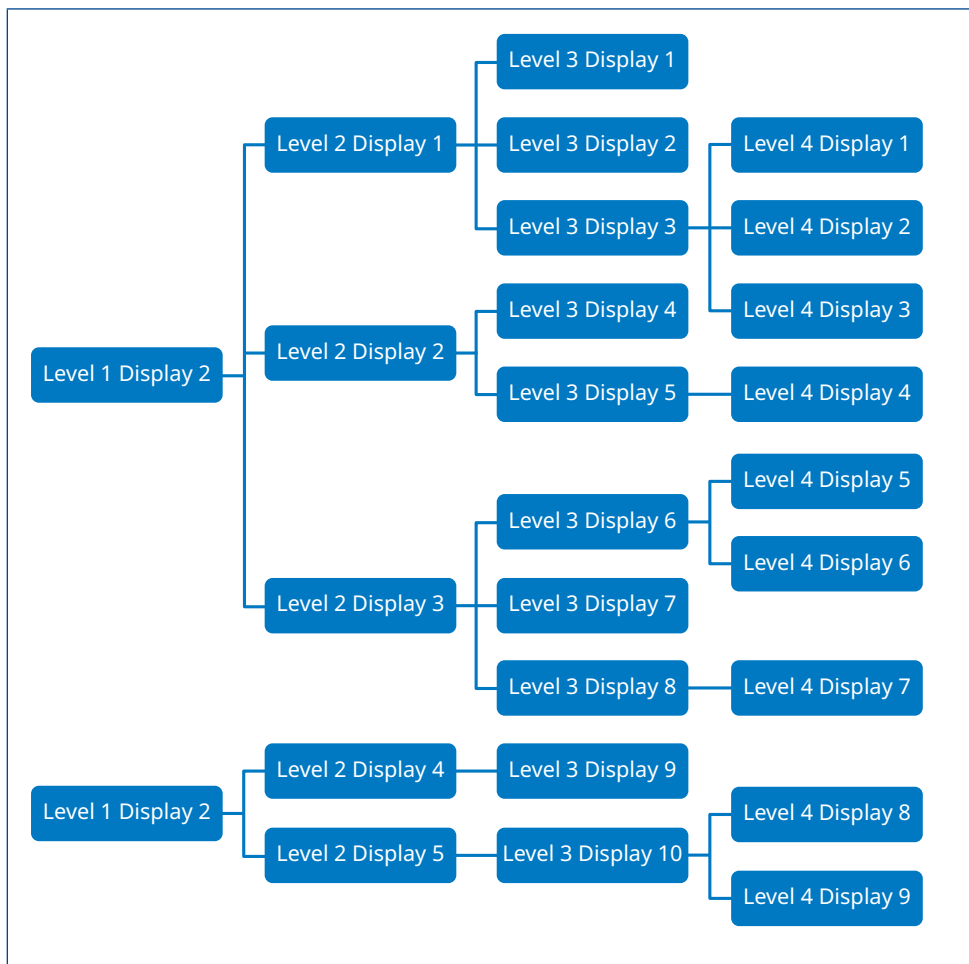 Level 3 Display 1
Level 2 Display 1
Level 3 Display 2
Level 4 Display 1
Level 3 Display 3
Level 4 Display 2
Level 3 Display 4
Level 4 Display 3
Level 2 Display 2
Level 1 Display 2
Level 3 Display 5
Level 4 Display 4
Level 4 Display 5
Level 3 Display 6
Level 4 Display 6
Level 2 Display 3
Level 3 Display 7
Level 3 Display 8
Level 4 Display 7
Level 2 Display 4
Level 3 Display 9
Level 1 Display 2
Level 4 Display 8
Level 2 Display 5
Level 3 Display 10
Level 4 Display 9